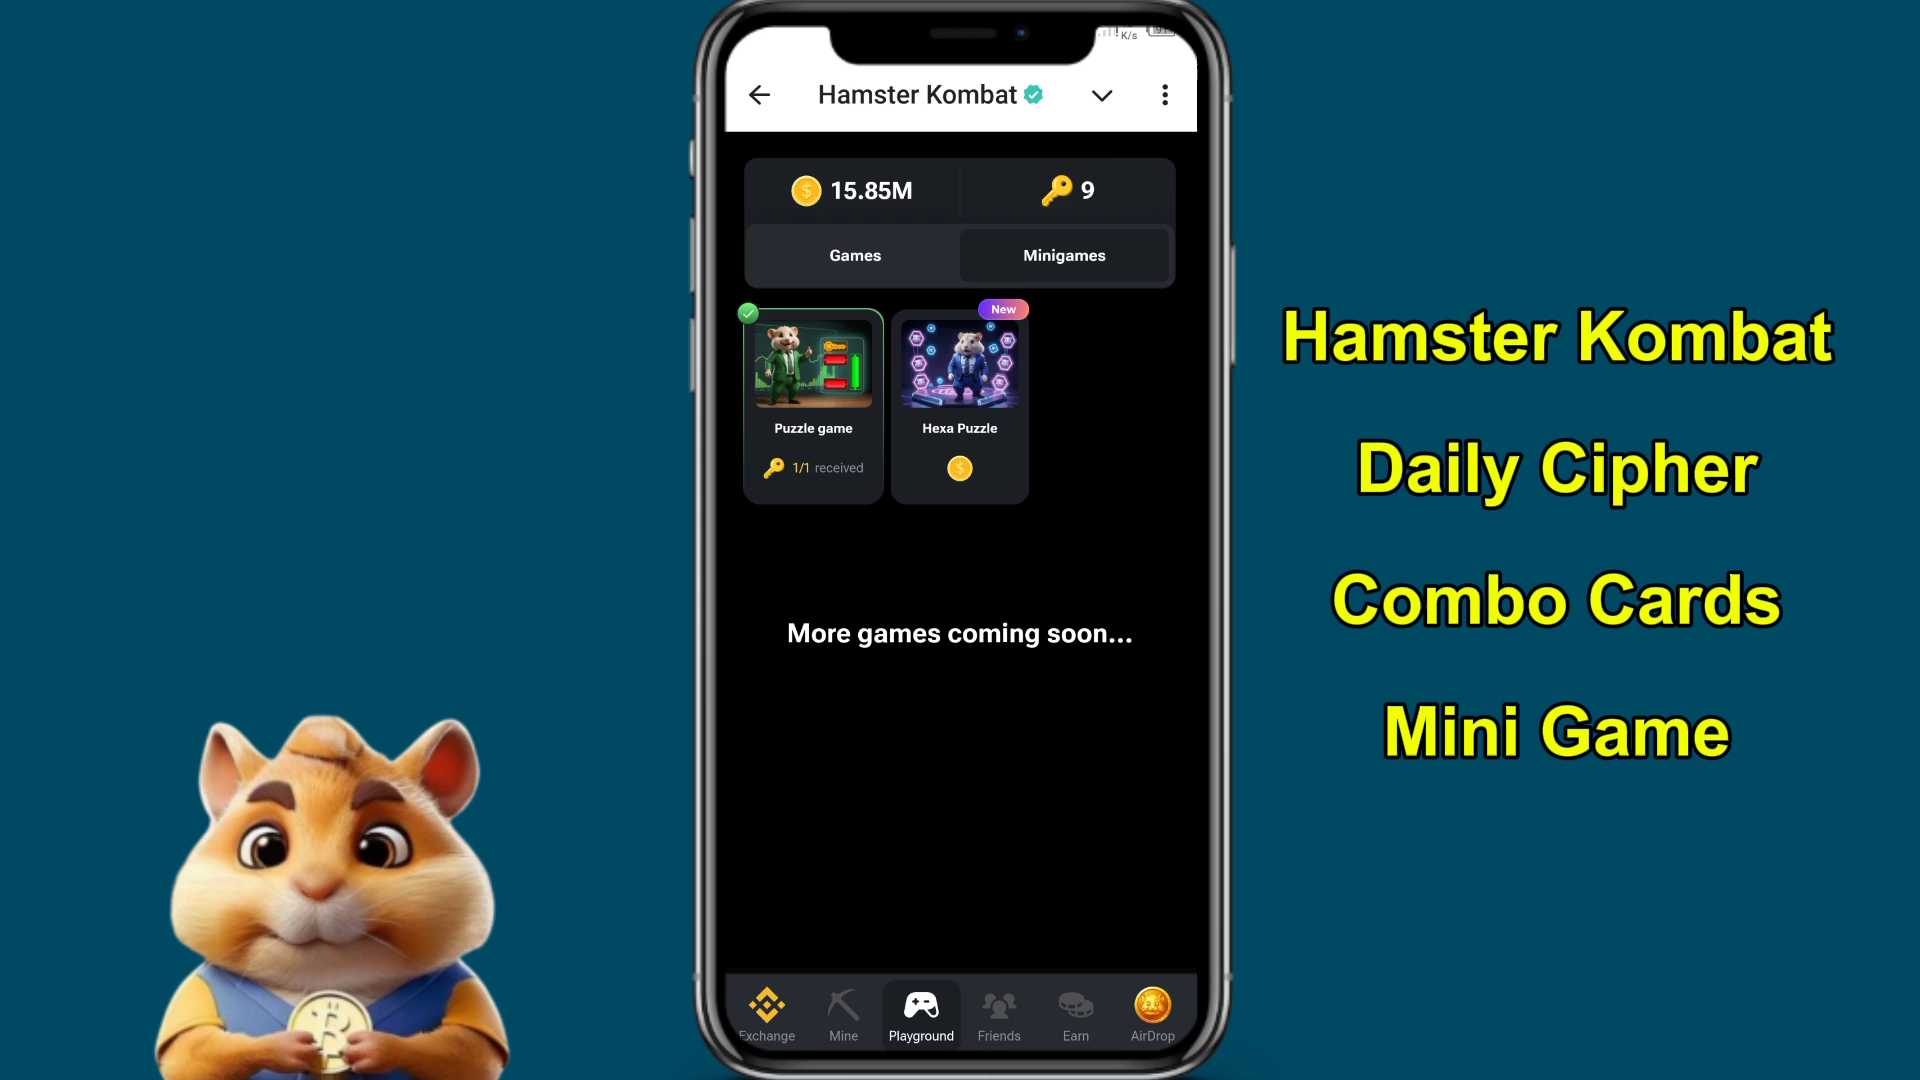 K/s
Hamster Kombat
15.85M
9
Games
Minigames
New
Puzzle game
1/1 received
Hexa Puzzle
More games coming soon...
Exchange
Mine
Playground
Friends
Earn
AirDrop
Hamster Kombat
Daily Cipher
Combo Cards
Mini Game